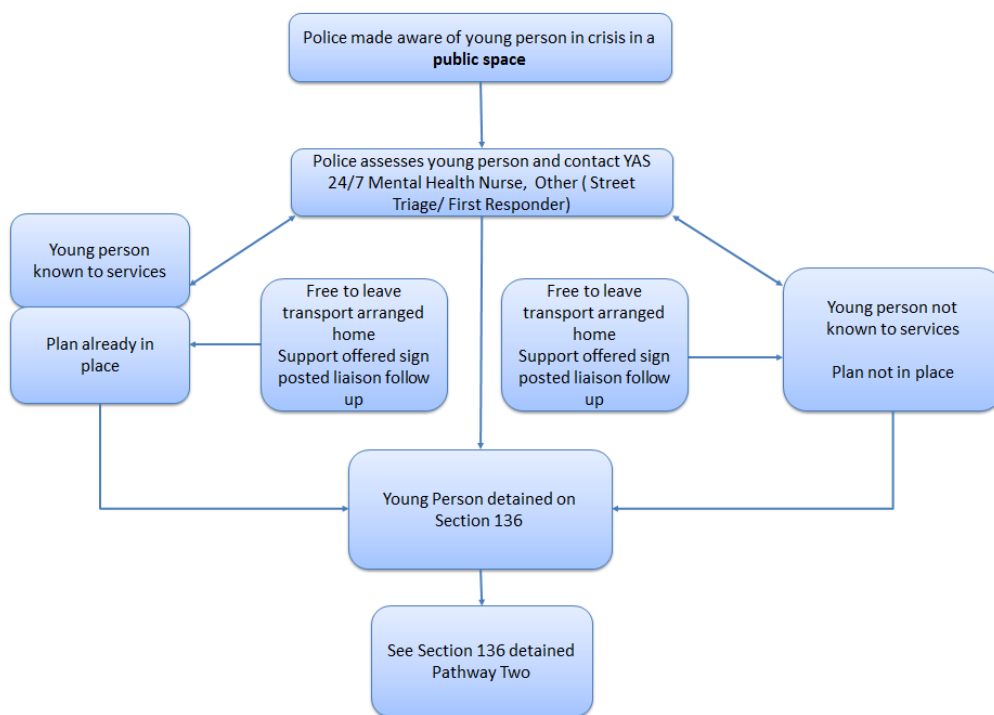 Police made aware of young person in crisis in a
public space
Police assesses young person and contact YAS
24/7 Mental Health Nurse, Other ( Street
Triage/ First Responder)
Young person
known to services
Plan already in
place
Free to leave
transport arranged
home
Support offered sign
posted liaison follow
up
Free to leave
transport arranged
home
Support offered sign
posted liaison follow
up
Young person not
known to services
Plan not in place
Young Person detained on
Section 136
See Section 136 detained
Pathway Two